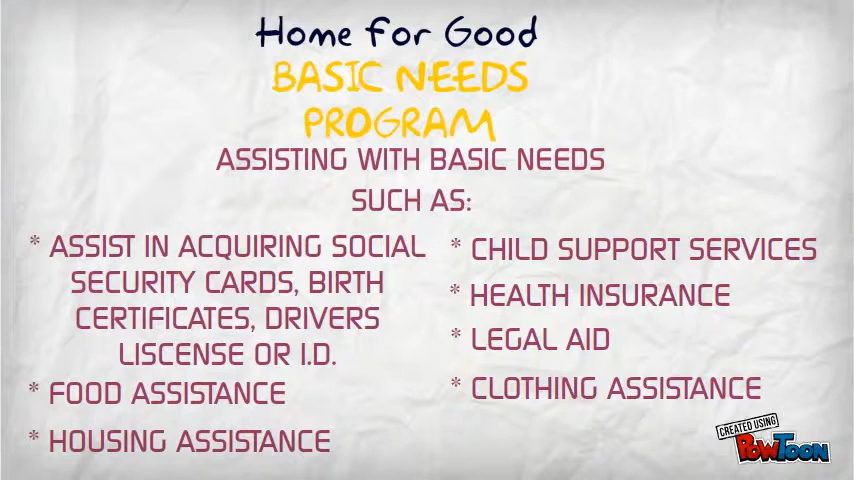 Home for Good
BASIC NEEDS
PROGRAM
ASSISTING WITH BASIC NEEDS
SUCH AS:
* ASSIST IN ACQUIRING SOCIAL
SECURITY CARDS, BIRTH
CERTIFICATES, DRIVERS
LISCENSE OR I.D.
* FOOD ASSISTANCE
* HOUSING ASSISTANCE
* CHILD SUPPORT SERVICES
* HEALTH INSURANCE
* LEGAL AID
* CLOTHING ASSISTANCE
CREATED USING
POWTOON